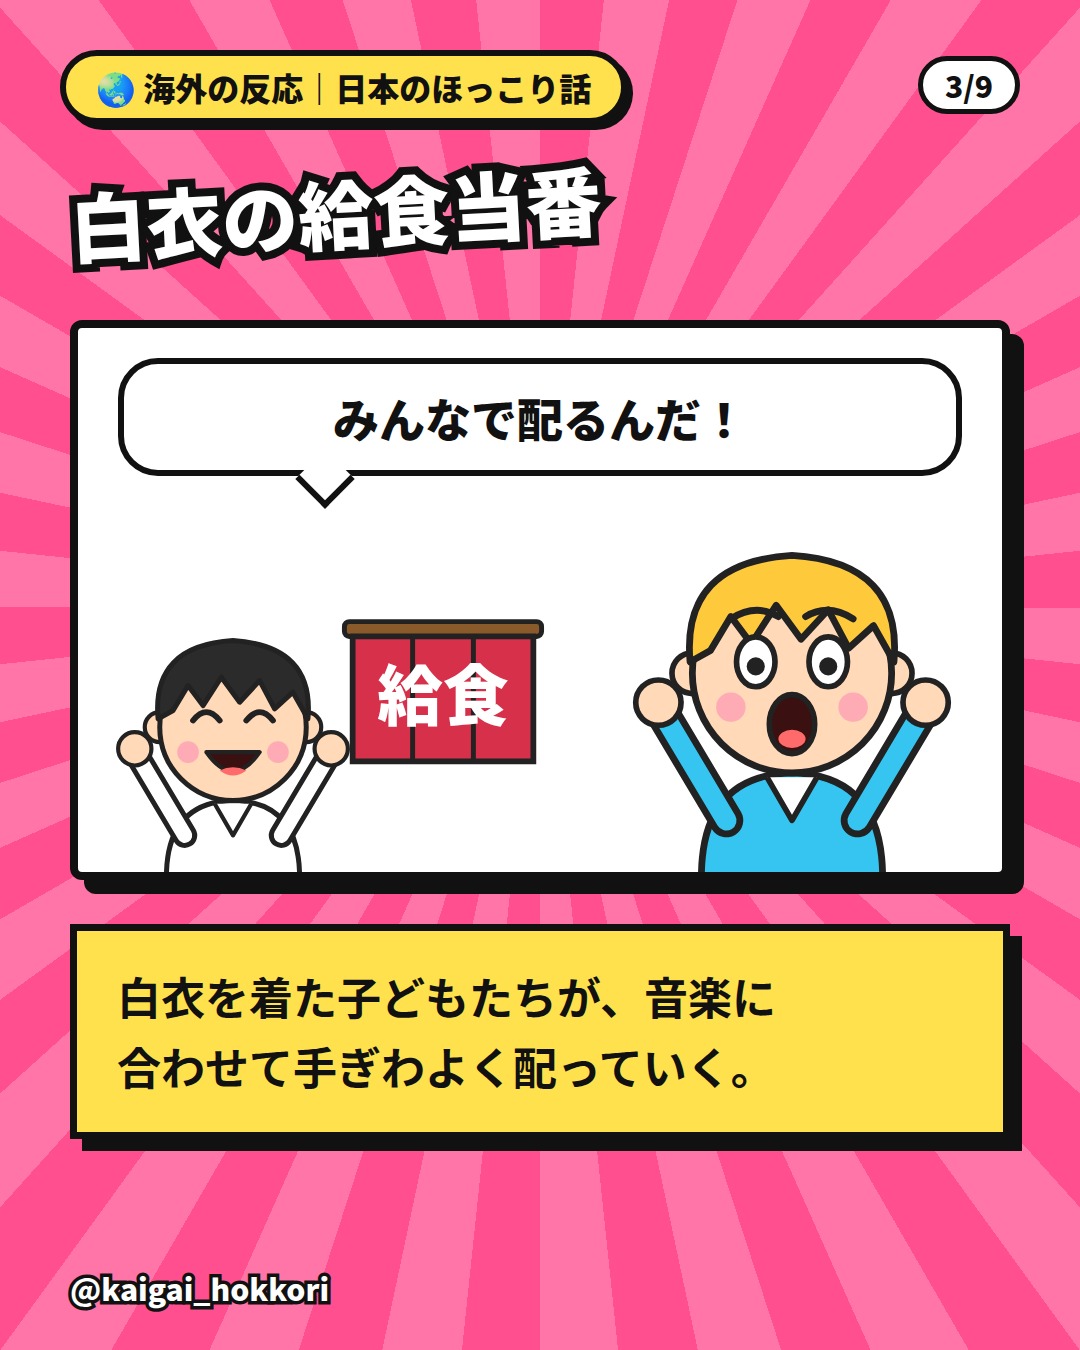 🌏 海外の反応｜日本のほっこり話
3/9
白衣の給食当番
みんなで配るんだ！
給食
白衣を着た子どもたちが、音楽に
合わせて手ぎわよく配っていく。
@kaigai_hokkori